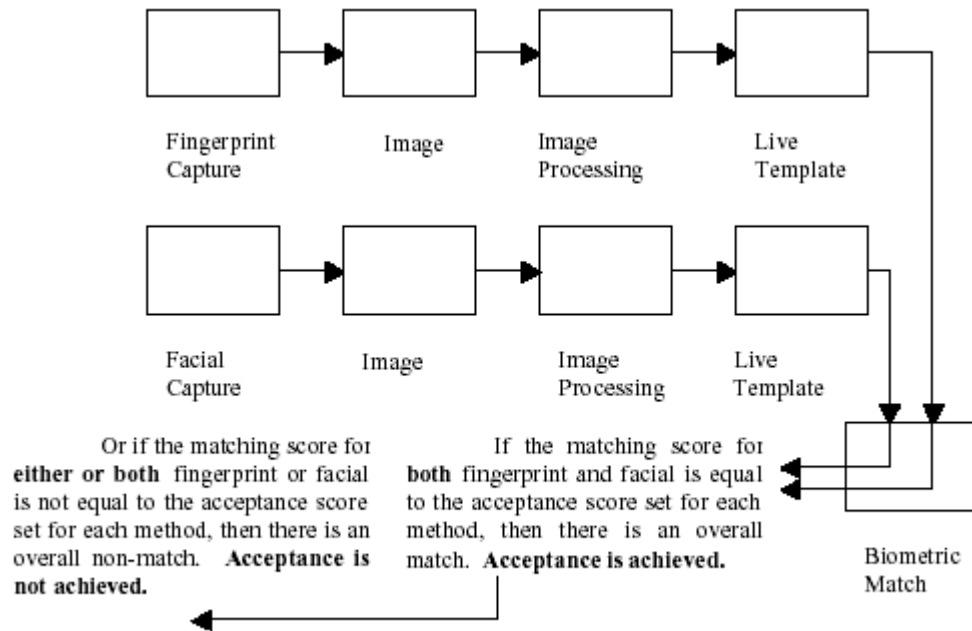 Fingerprint
Capture
Image
Image
Processing
Live
Template
Facial
Capture
Image
Image
Processing
Live
Template
Or if the matching score for
either or both fingerprint or facial
is not equal to the acceptance score
set for each method, then there is an
overall non-match. Acceptance is
not achieved.
If the matching score for
both fingerprint and facial is equal
to the acceptance score set for each
method, then there is an overall
match. Acceptance is achieved.
Biometric
Match